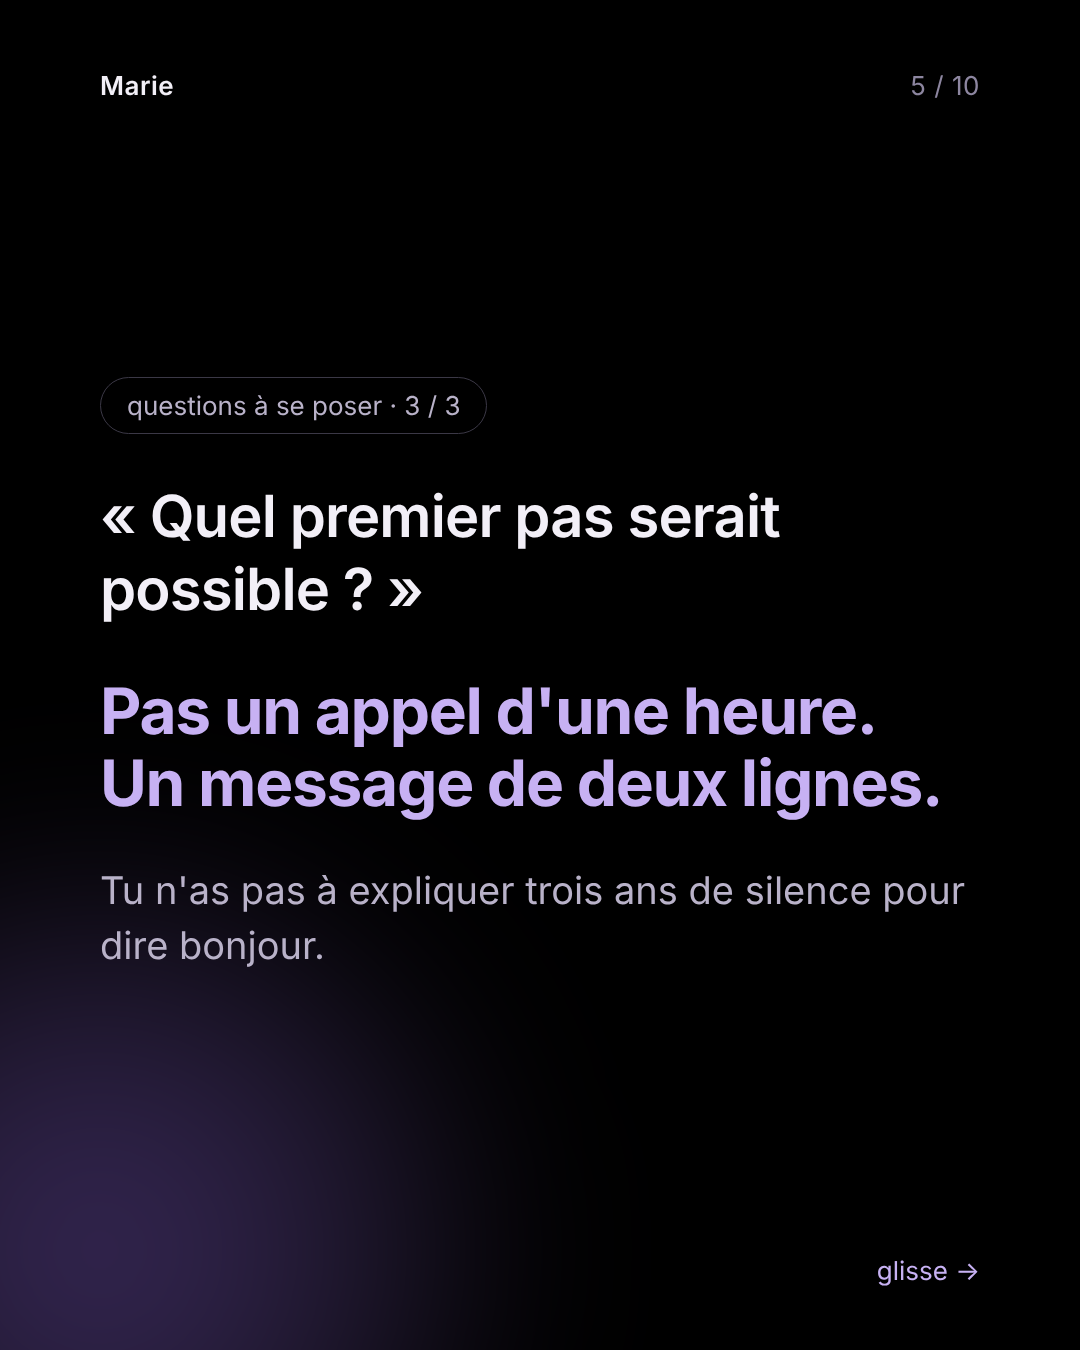 Marie
5 / 10
questions à se poser · 3 / 3
« Quel premier pas serait
possible ? »
Pas un appel d'une heure.
Un message de deux lignes.
Tu n'as pas à expliquer trois ans de silence pour
dire bonjour.
glisse →